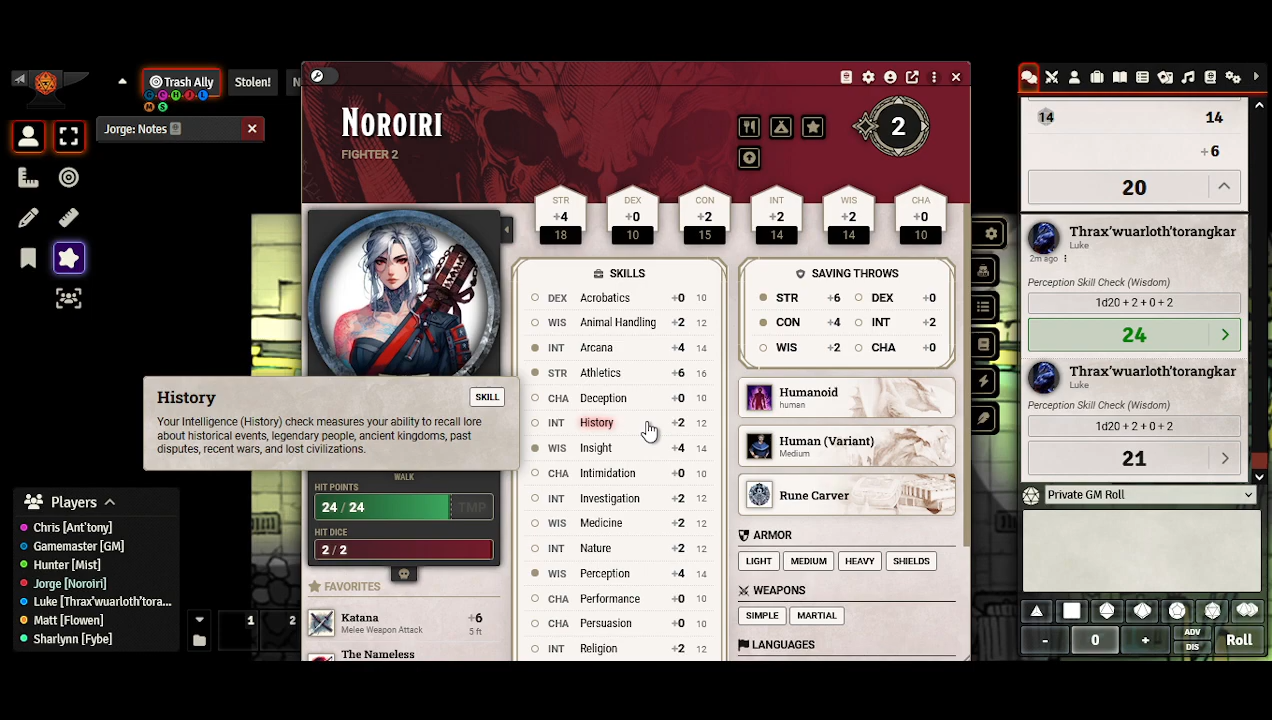 Trash Ally
Stolen!
N
Jorge: Notes
NOROIRI
FIGHTER 2
2
STR
+4
18
DEX
+0
10
CON
+2
15
INT
+2
14
WIS
+2
14
CHA
+0
10
SKILLS
DEX Acrobatics +0 10
WIS Animal Handling +2 12
INT Arcana +4 14
STR Athletics +6 16
CHA Deception +0 10
INT History +2 12
WIS Insight +4 14
CHA Intimidation +0 10
INT Investigation +2 12
WIS Medicine +2 12
INT Nature +2 12
WIS Perception +4 14
CHA Performance +0 10
CHA Persuasion +0 10
INT Religion +2 12
SAVING THROWS
STR +6 DEX +0
CON +4 INT +2
WIS +2 CHA +0
Humanoid
human
Human (Variant)
Medium
Rune Carver
ARMOR
LIGHT MEDIUM HEAVY SHIELDS
WEAPONS
SIMPLE MARTIAL
LANGUAGES
History SKILL
Your Intelligence (History) check measures your ability to recall lore
about historical events, legendary people, ancient kingdoms, past
disputes, recent wars, and lost civilizations.
WALK
HIT POINTS
24 / 24 TMP
HIT DICE
2 / 2
FAVORITES
Katana +6
Melee Weapon Attack 5 ft
The Nameless
Players
Chris [Ant'tony]
Gamemaster [GM]
Hunter [Mist]
Jorge [Noroiri]
Luke [Thrax'wuarloth'tora...
Matt [Flowen]
Sharlynn [Fybe]
1 2
14 14
+6
20
Thrax'wuarloth'torangkar
Luke
2m ago
Perception Skill Check (Wisdom)
1d20 + 2 + 0 + 2
24
Thrax'wuarloth'torangkar
Luke
Perception Skill Check (Wisdom)
1d20 + 2 + 0 + 2
21
Private GM Roll
- 0 + ADV
DIS Roll